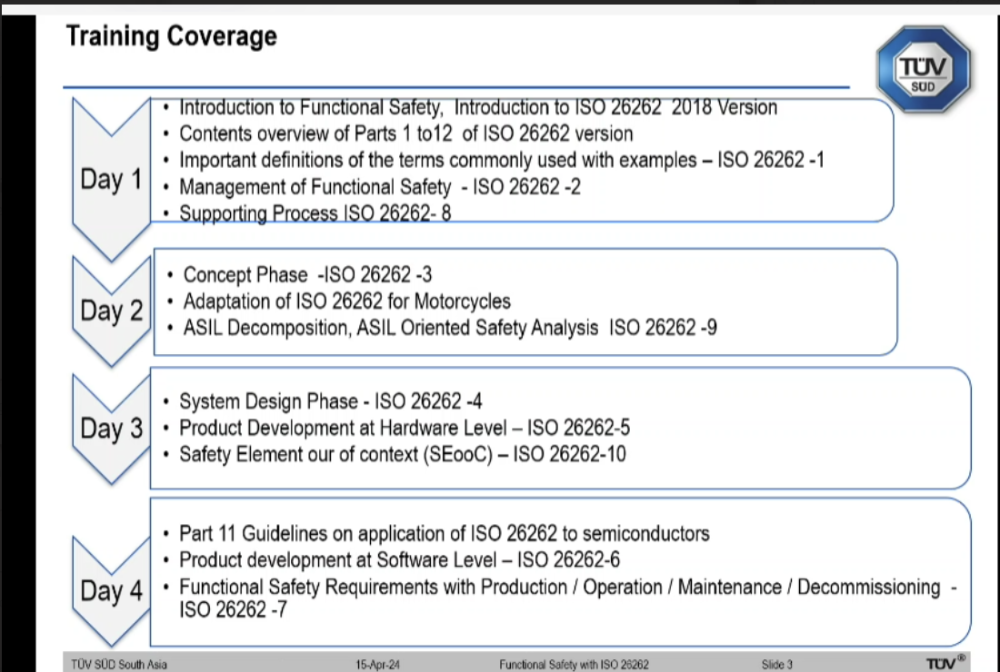 Training Coverage
TÜV
SÜD
Day 1
• Introduction to Functional Safety, Introduction to ISO 26262 2018 Version
• Contents overview of Parts 1 to12 of ISO 26262 version
• Important definitions of the terms commonly used with examples – ISO 26262 -1
• Management of Functional Safety - ISO 26262 -2
• Supporting Process ISO 26262- 8
Day 2
• Concept Phase -ISO 26262 -3
• Adaptation of ISO 26262 for Motorcycles
• ASIL Decomposition, ASIL Oriented Safety Analysis ISO 26262 -9
Day 3
• System Design Phase - ISO 26262 -4
• Product Development at Hardware Level – ISO 26262-5
• Safety Element our of context (SEooC) – ISO 26262-10
Day 4
• Part 11 Guidelines on application of ISO 26262 to semiconductors
• Product development at Software Level – ISO 26262-6
• Functional Safety Requirements with Production / Operation / Maintenance / Decommissioning -
ISO 26262 -7
TÜV SÜD South Asia 15-Apr-24 Functional Safety with ISO 26262 Slide 3 TÜV®